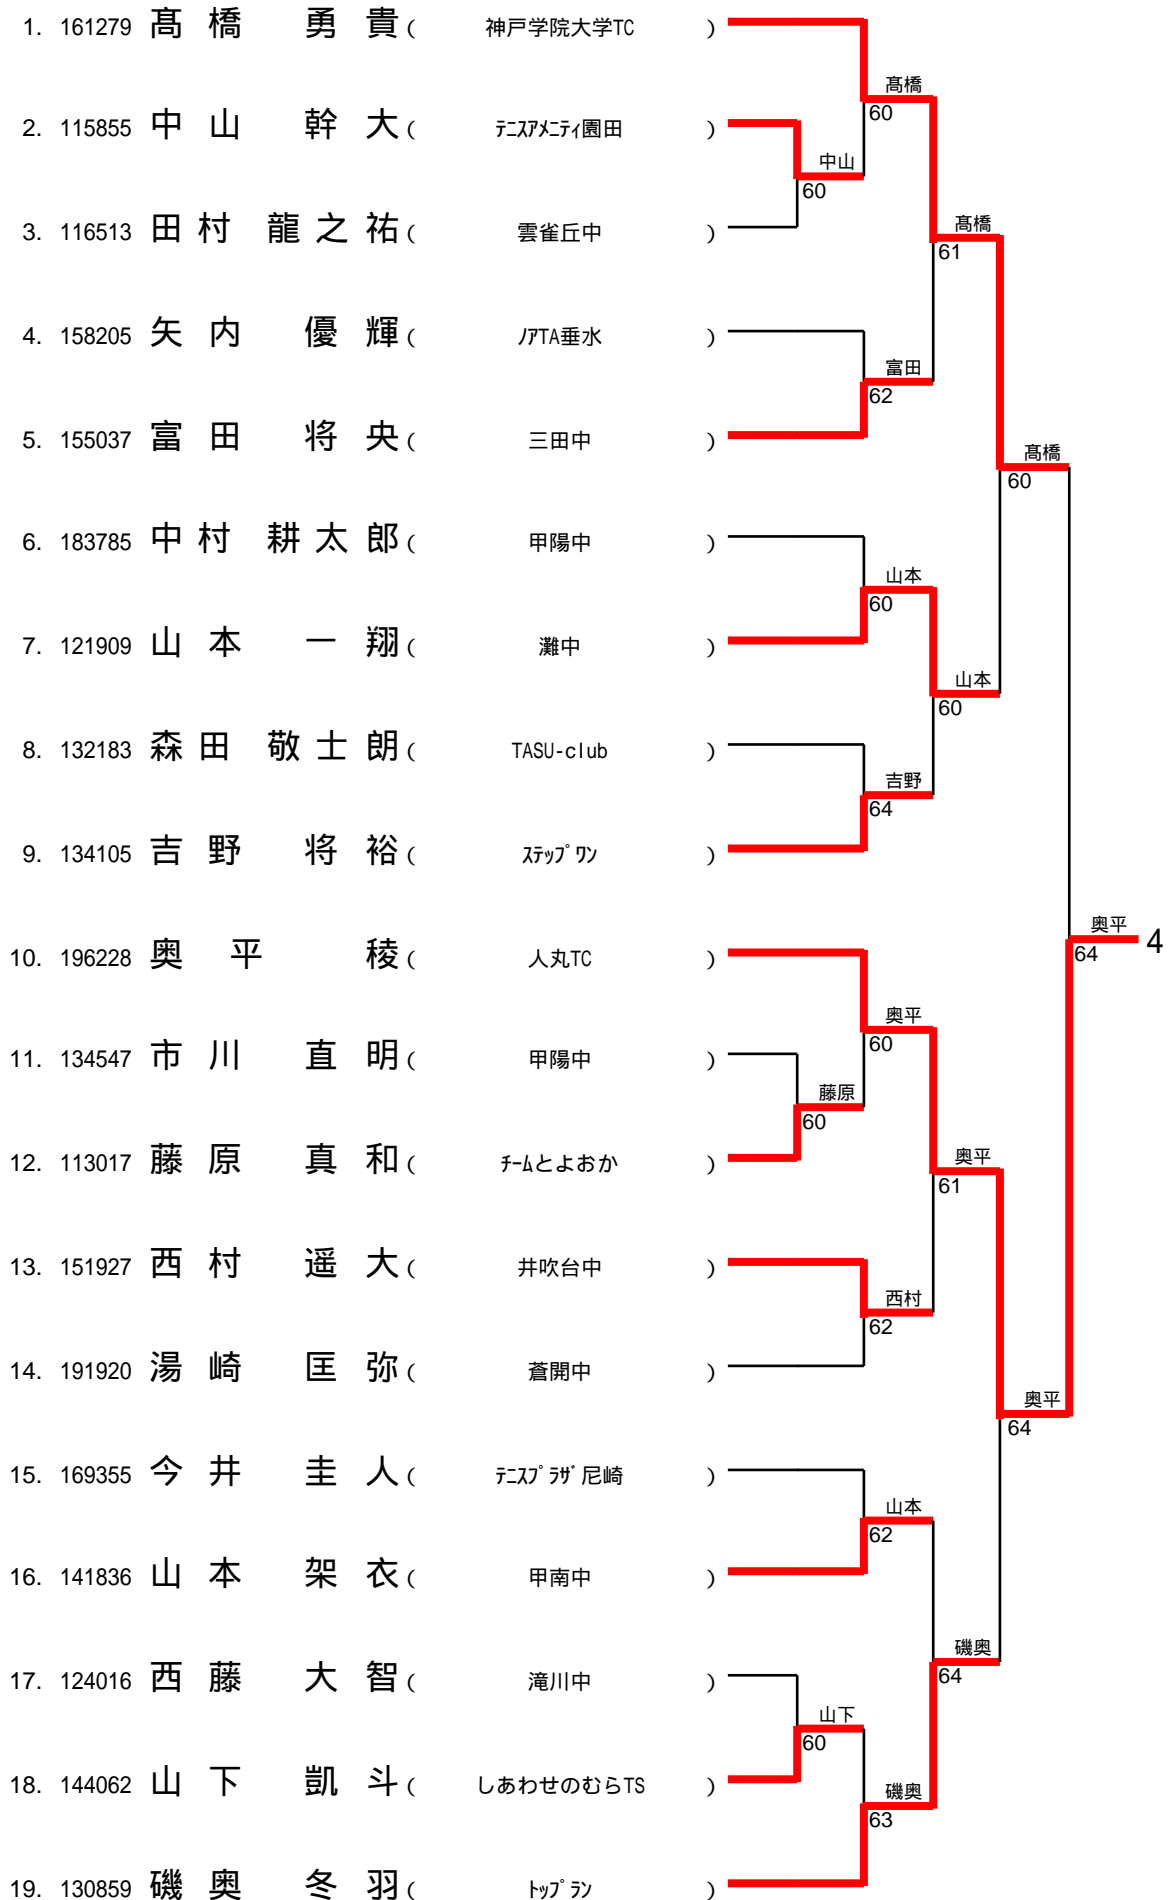 1. 161279 髙橋 勇貴 ( 神戸学院大学TC )
髙橋
60
2. 115855 中山 幹大 ( テニスアメニティ園田 )
中山
60
3. 116513 田村 龍之祐 ( 雲雀丘中 )
髙橋
61
4. 158205 矢内 優輝 ( ノアTA垂水 )
富田
62
5. 155037 富田 将央 ( 三田中 )
髙橋
60
6. 183785 中村 耕太郎 ( 甲陽中 )
山本
60
7. 121909 山本 一翔 ( 灘中 )
山本
60
8. 132183 森田 敬士朗 ( TASU-club )
吉野
64
9. 134105 吉野 将裕 ( ステップワン )
奥平
64
4
10. 196228 奥平 稜 ( 人丸TC )
奥平
60
11. 134547 市川 直明 ( 甲陽中 )
藤原
60
12. 113017 藤原 真和 ( チームとよおか )
奥平
61
13. 151927 西村 遥大 ( 井吹台中 )
西村
62
14. 191920 湯崎 匡弥 ( 蒼開中 )
奥平
64
15. 169355 今井 圭人 ( テニスプラザ尼崎 )
山本
62
16. 141836 山本 架衣 ( 甲南中 )
磯奥
64
17. 124016 西藤 大智 ( 滝川中 )
山下
60
18. 144062 山下 凱斗 ( しあわせのむらTS )
磯奥
63
19. 130859 磯奥 冬羽 ( トップラン )